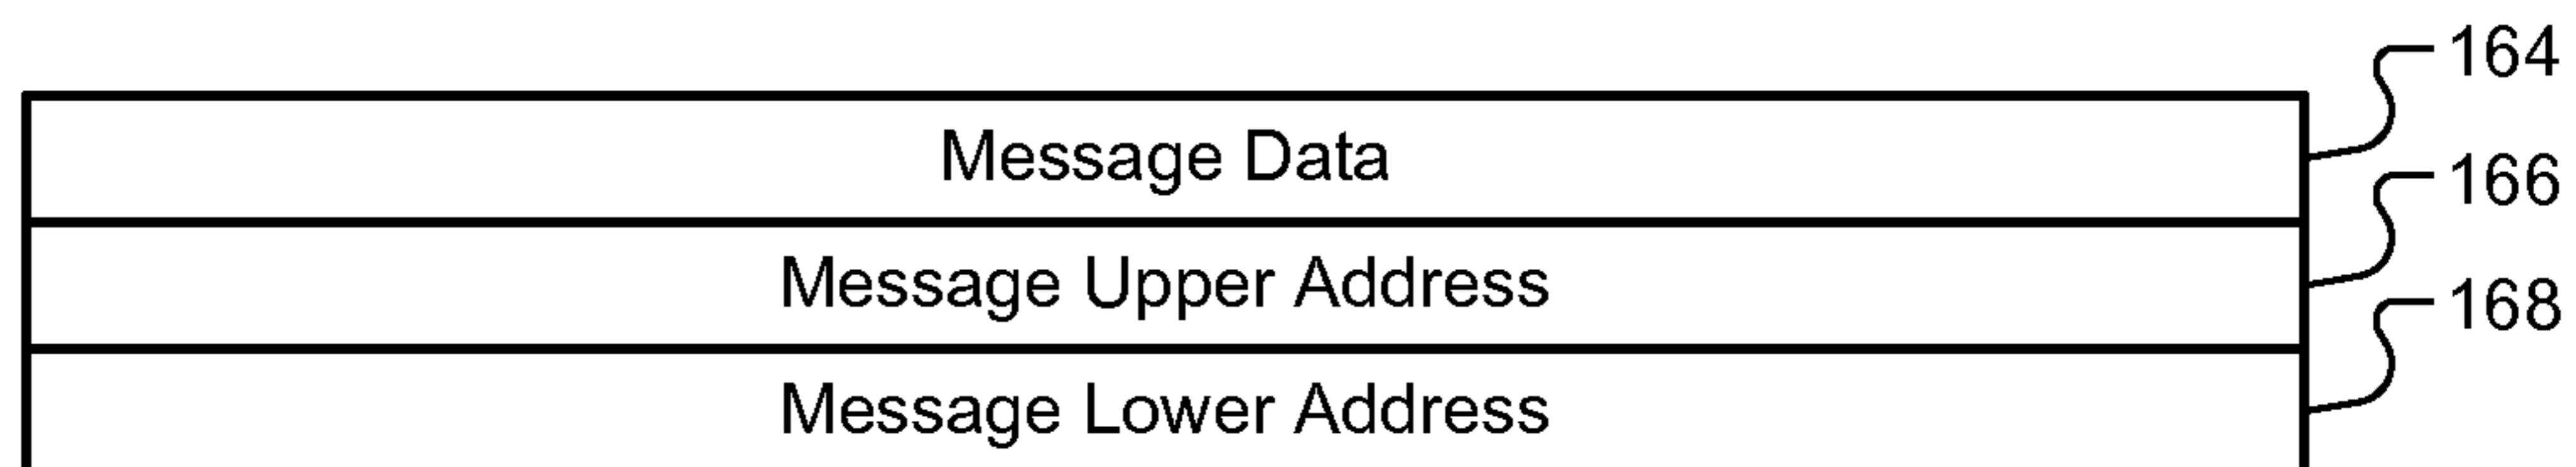 164
Message Data
166
Message Upper Address
168
Message Lower Address